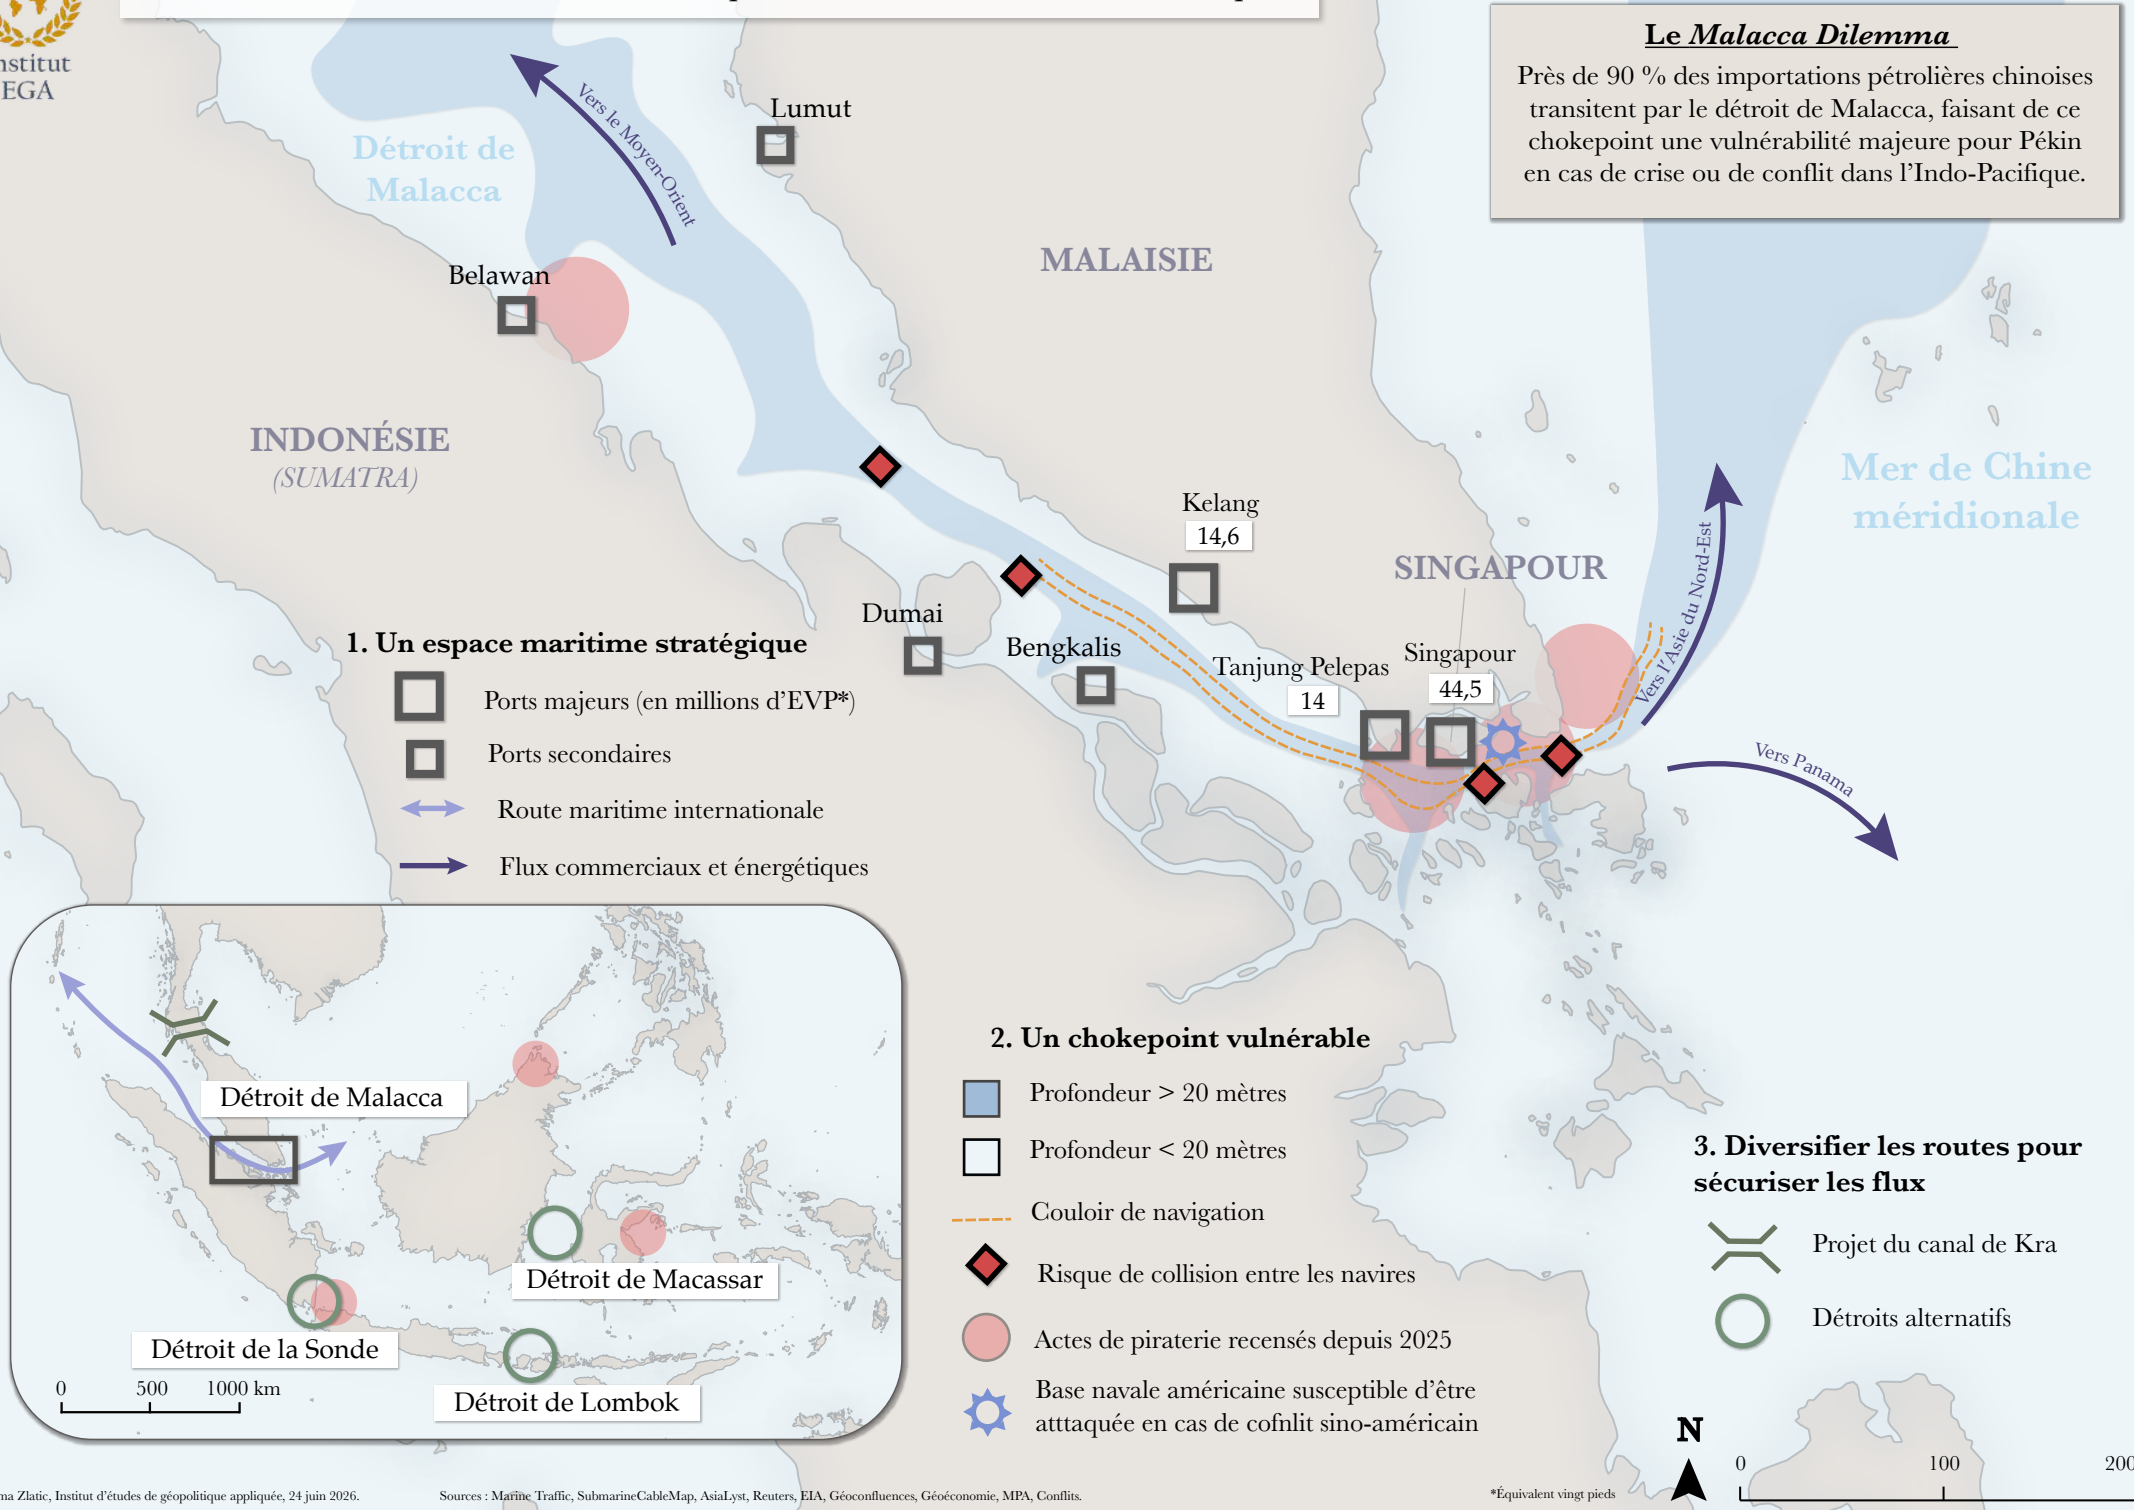 EGA
Le Malacca Dilemma
Près de 90 % des importations pétrolières chinoises
transitent par le détroit de Malacca, faisant de ce
chokepoint une vulnérabilité majeure pour Pékin
en cas de crise ou de conflit dans l'Indo-Pacifique.
Lumut
Vers le Moyen-Orient
Détroit de
Malacca
MALAISIE
Belawan
INDONÉSIE
(SUMATRA)
Mer de Chine
méridionale
Kelang
14,6
SINGAPOUR
Vers l'Asie du Nord-Est
Dumai
Bengkalis
Tanjung Pelepas
14
Singapour
44,5
Vers Panama
1. Un espace maritime stratégique
Ports majeurs (en millions d'EVP*)
Ports secondaires
Route maritime internationale
Flux commerciaux et énergétiques
Détroit de Malacca
Détroit de Macassar
Détroit de la Sonde
Détroit de Lombok
0 500 1000 km
2. Un chokepoint vulnérable
Profondeur > 20 mètres
Profondeur < 20 mètres
Couloir de navigation
Risque de collision entre les navires
Actes de piraterie recensés depuis 2025
Base navale américaine susceptible d'être
atttaquée en cas de cofnlit sino-américain
3. Diversifier les routes pour
sécuriser les flux
Projet du canal de Kra
Détroits alternatifs
N
0 100 200
ma Zlatic, Institut d'études de géopolitique appliquée, 24 juin 2026.
Sources : Marine Traffic, SubmarineCableMap, AsiaLyst, Reuters, EIA, Géoconfluences, Géoéconomie, MPA, Conflits.
*Équivalent vingt pieds